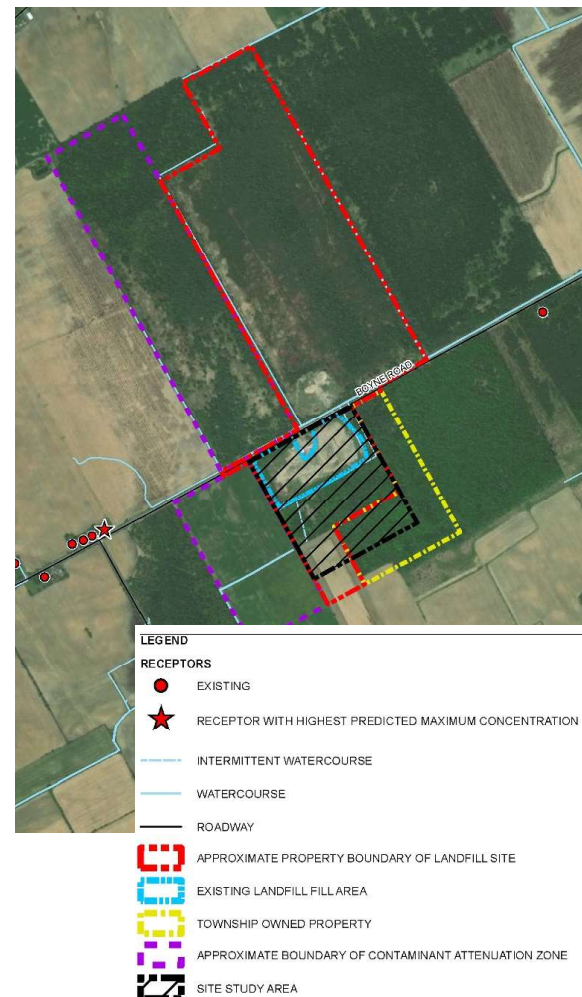 BOYNE ROAD
LEGEND
RECEPTORS
EXISTING
RECEPTOR WITH HIGHEST PREDICTED MAXIMUM CONCENTRATION
INTERMITTENT WATERCOURSE
WATERCOURSE
ROADWAY
APPROXIMATE PROPERTY BOUNDARY OF LANDFILL SITE
EXISTING LANDFILL FILL AREA
TOWNSHIP OWNED PROPERTY
APPROXIMATE BOUNDARY OF CONTAMINANT ATTENUATION ZONE
SITE STUDY AREA